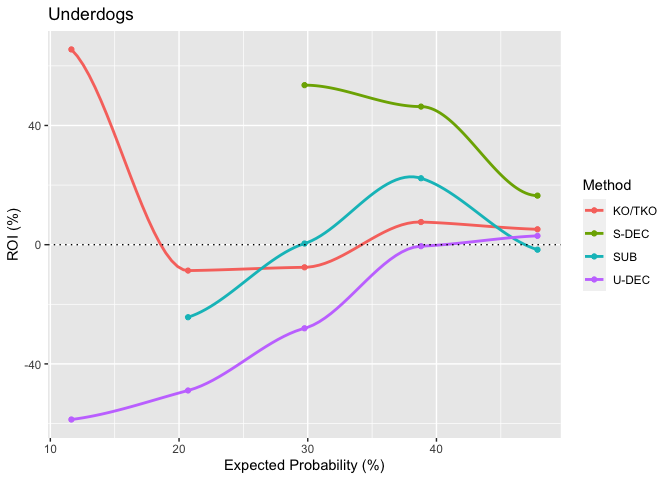 Underdogs
ROI (%)
40
0
-40
10 20 30 40
Expected Probability (%)
Method
KO/TKO
S-DEC
SUB
U-DEC